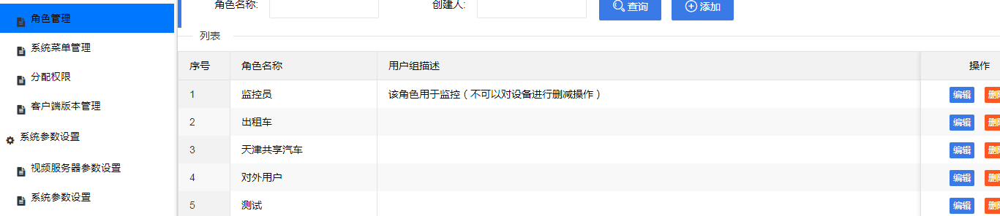 角色管理
系统菜单管理
分配权限
客户端版本管理
系统参数设置
视频服务器参数设置
系统参数设置
角色名称: 创建人: 查询 添加
列表
序号 角色名称 用户组描述 操作
1 监控员 该角色用于监控（不可以对设备进行删减操作） 编辑 删
2 出租车 编辑 删
3 天津共享汽车 编辑 删
4 对外用户 编辑 删
5 测试 编辑 删